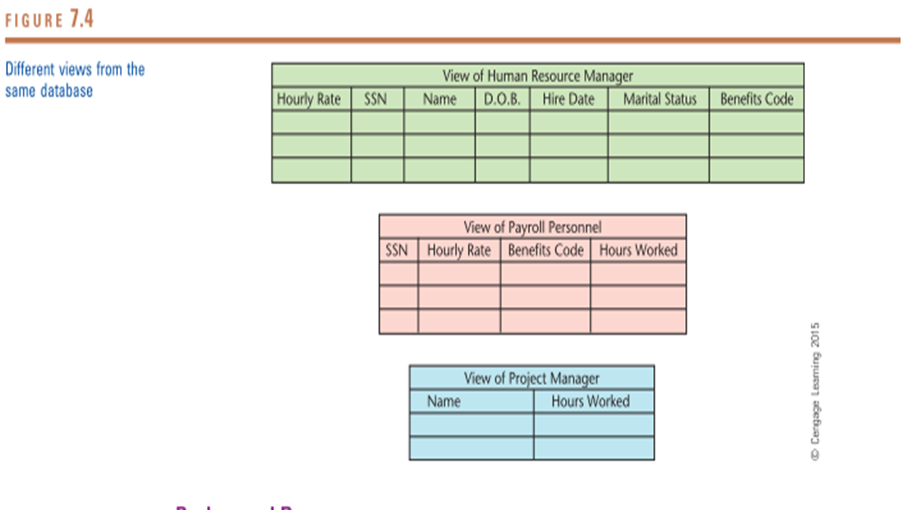 FIGURE 7.4
Different views from the
same database
View of Human Resource Manager
Hourly Rate SSN Name D.O.B. Hire Date Marital Status Benefits Code
View of Payroll Personnel
SSN Hourly Rate Benefits Code Hours Worked
View of Project Manager
Name Hours Worked
© Cengage Learning 2015